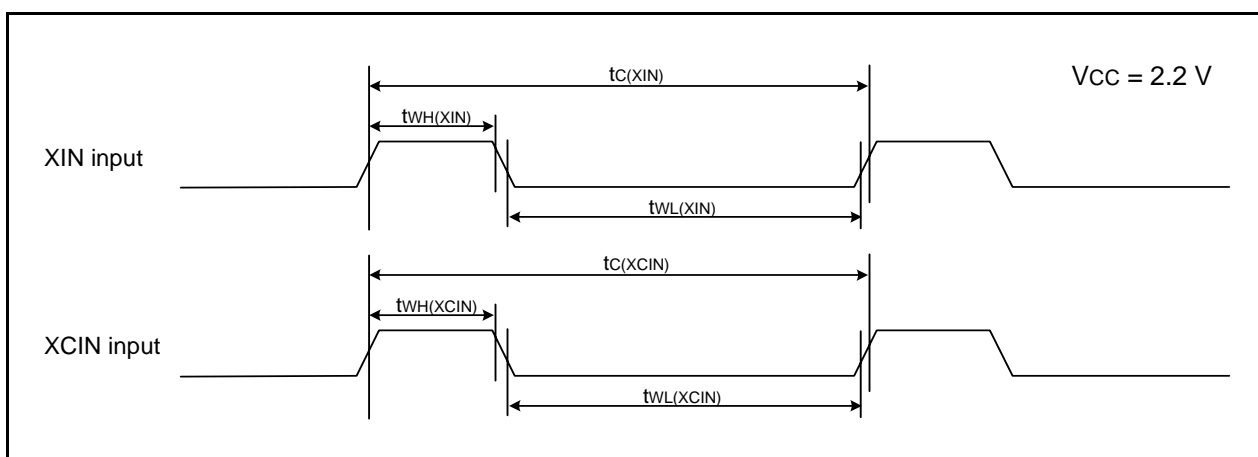 tC(XIN)
VCC = 2.2 V
tWH(XIN)
XIN input
tWL(XIN)
tC(XCIN)
tWH(XCIN)
XCIN input
tWL(XCIN)